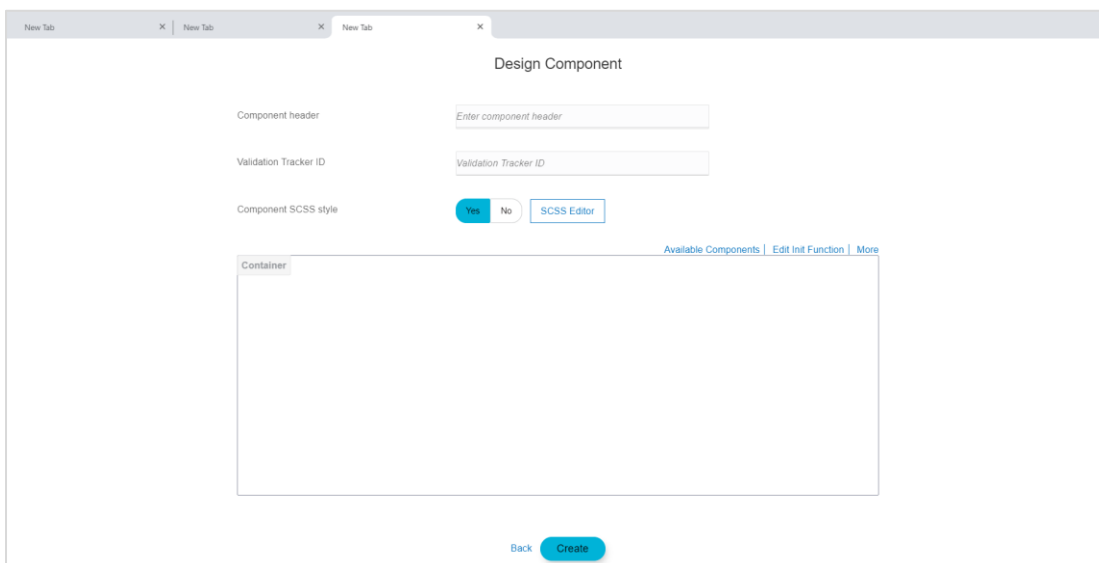 New Tab New Tab New Tab
Design Component
Component header Enter component header
Validation Tracker ID Validation Tracker ID
Component SCSS style Yes No SCSS Editor
Available Components | Edit Init Function | More
Container
Back Create